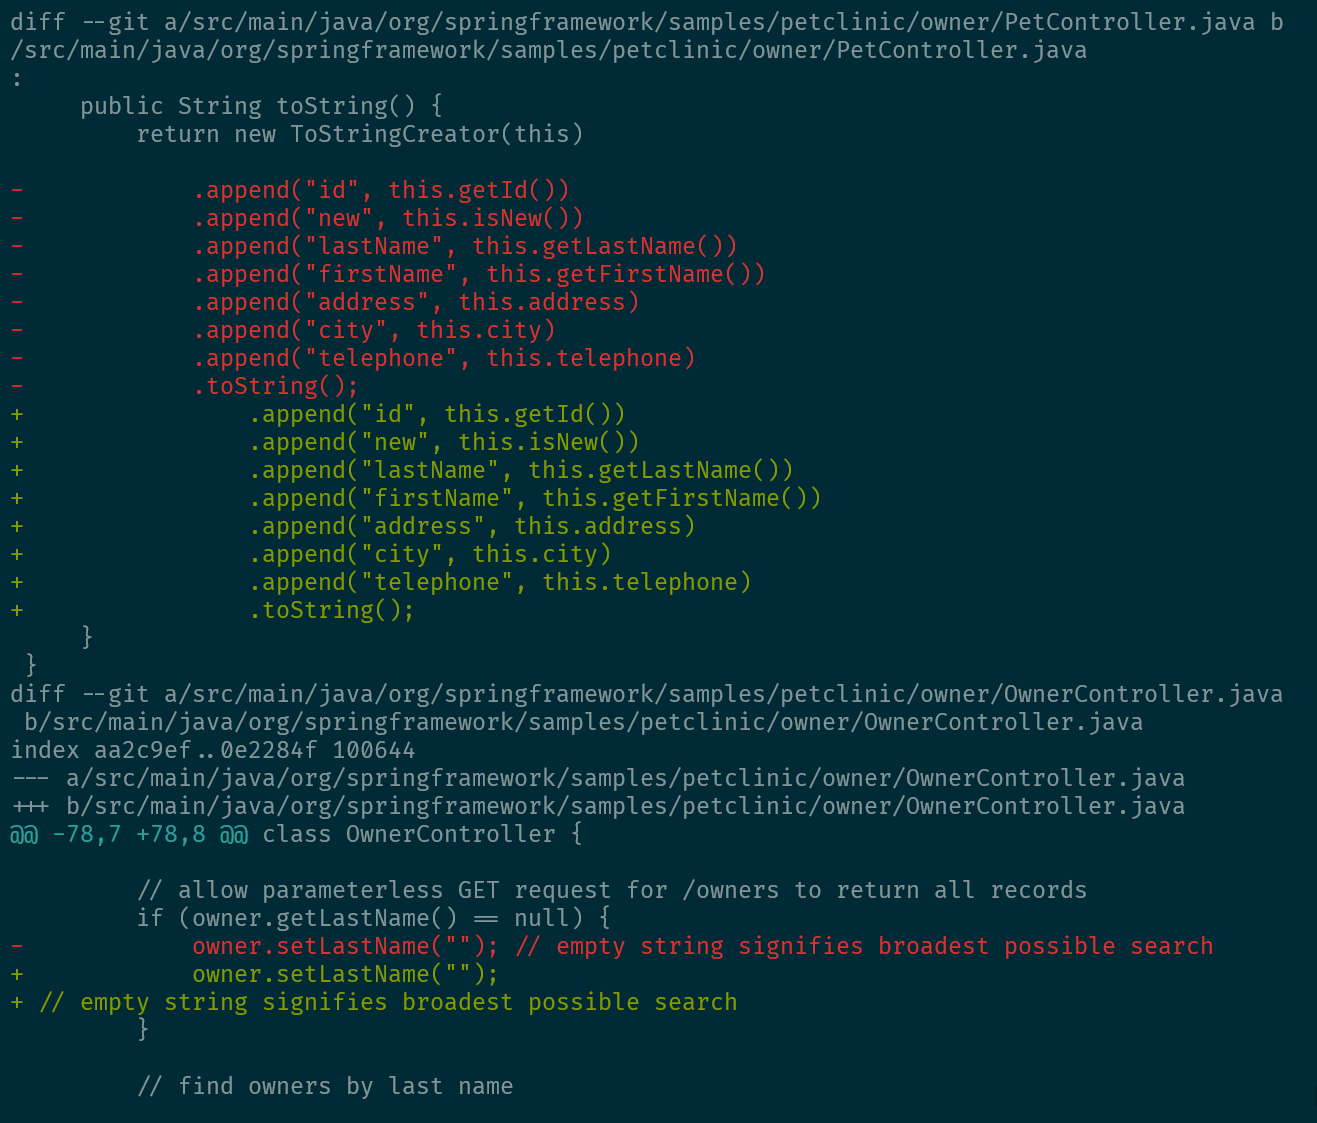 diff --git a/src/main/java/org/springframework/samples/petclinic/owner/PetController.java b
/src/main/java/org/springframework/samples/petclinic/owner/PetController.java
:
     public String toString() {
         return new ToStringCreator(this)

-            .append("id", this.getId())
-            .append("new", this.isNew())
-            .append("lastName", this.getLastName())
-            .append("firstName", this.getFirstName())
-            .append("address", this.address)
-            .append("city", this.city)
-            .append("telephone", this.telephone)
-            .toString();
+                .append("id", this.getId())
+                .append("new", this.isNew())
+                .append("lastName", this.getLastName())
+                .append("firstName", this.getFirstName())
+                .append("address", this.address)
+                .append("city", this.city)
+                .append("telephone", this.telephone)
+                .toString();
     }
 }
diff --git a/src/main/java/org/springframework/samples/petclinic/owner/OwnerController.java
 b/src/main/java/org/springframework/samples/petclinic/owner/OwnerController.java
index aa2c9ef..0e2284f 100644
--- a/src/main/java/org/springframework/samples/petclinic/owner/OwnerController.java
+++ b/src/main/java/org/springframework/samples/petclinic/owner/OwnerController.java
@@ -78,7 +78,8 @@ class OwnerController {

         // allow parameterless GET request for /owners to return all records
         if (owner.getLastName() == null) {
-            owner.setLastName(""); // empty string signifies broadest possible search
+            owner.setLastName("");
+ // empty string signifies broadest possible search
         }

         // find owners by last name